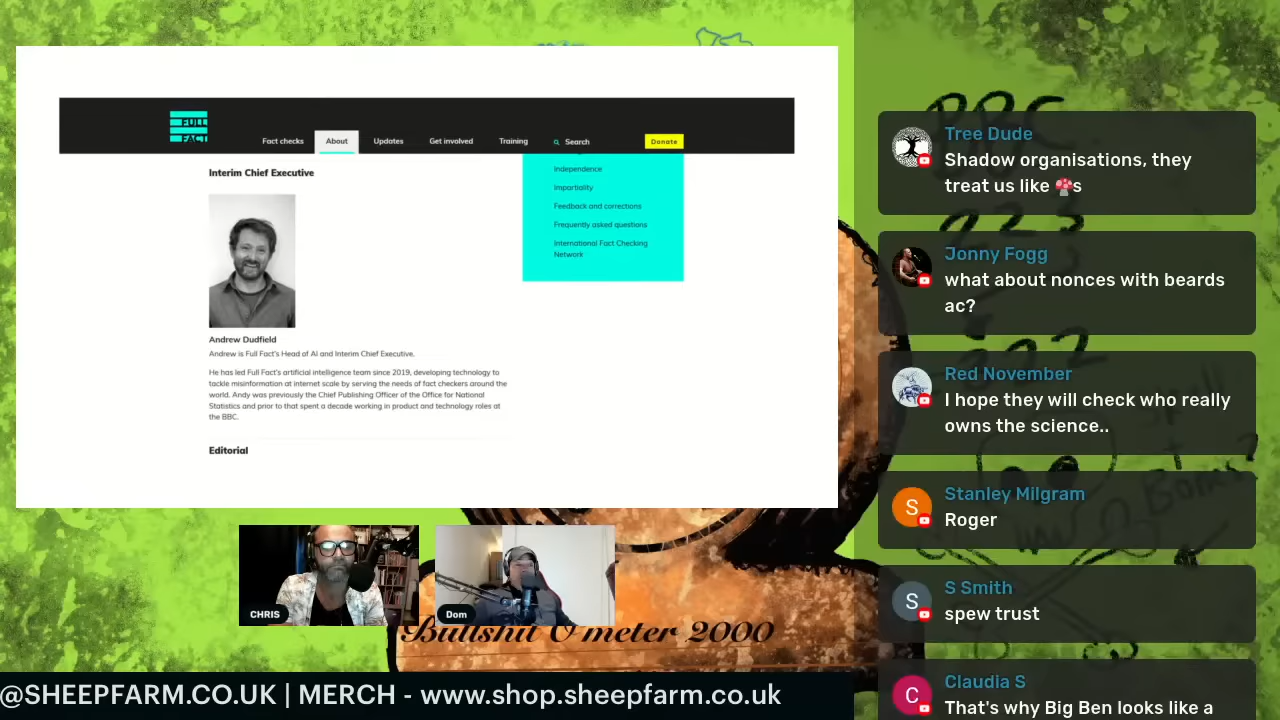 FULL
FACT
Fact checks
About
Updates
Get involved
Training
Search
Donate
Interim Chief Executive
Independence
Impartiality
Feedback and corrections
Frequently asked questions
International Fact Checking
Network
Andrew Dudfield
Andrew is Full Fact's Head of AI and Interim Chief Executive.
He has led Full Fact's artificial intelligence team since 2019, developing technology to
tackle misinformation at internet scale by serving the needs of fact checkers around the
world. Andy was previously the Chief Publishing Officer of the Office for National
Statistics and prior to that spent a decade working in product and technology roles at
the BBC.
Editorial
CHRIS
Dom
Bullshit O meter 2000
@SHEEPFARM.CO.UK | MERCH - www.shop.sheepfarm.co.uk
BBC
Tree Dude
Shadow organisations, they
treat us like 🍄s
Jonny Fogg
what about nonces with beards
ac?
Red November
I hope they will check who really
owns the science..
S
Stanley Milgram
Roger
S
S Smith
spew trust
C
Claudia S
That's why Big Ben looks like a